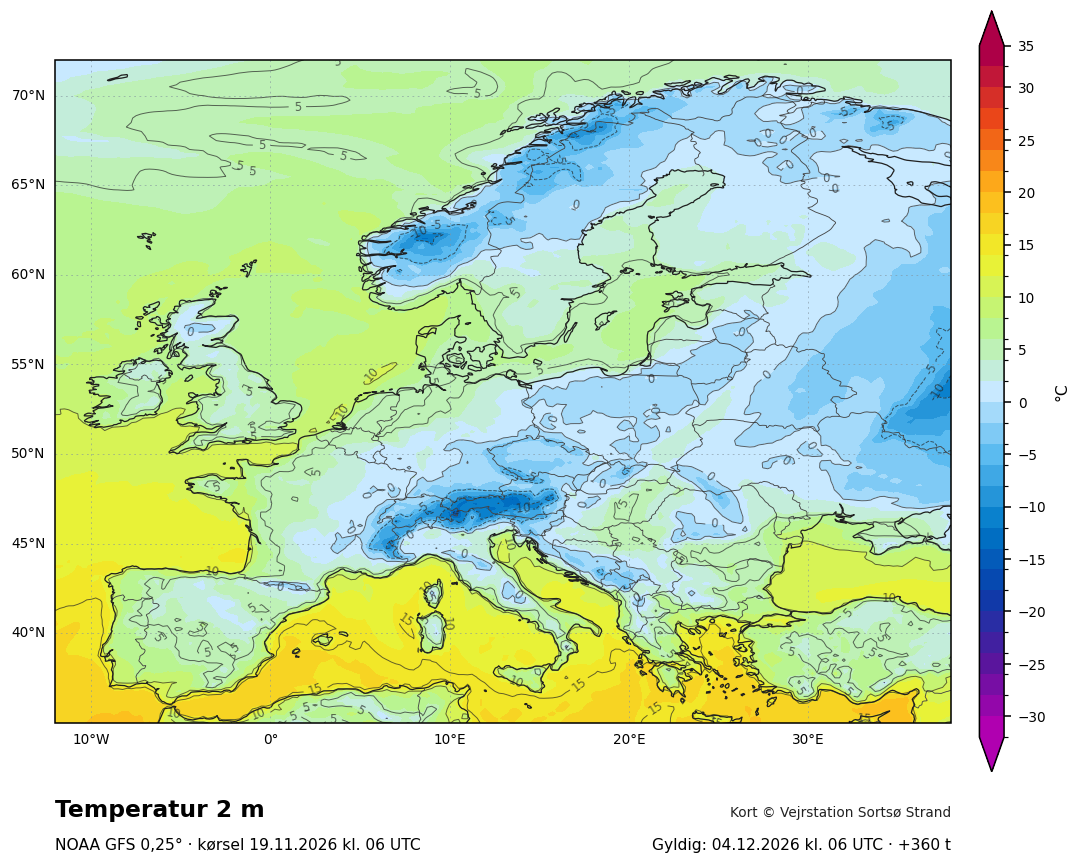 70°N
65°N
60°N
55°N
50°N
45°N
40°N
10°W 0° 10°E 20°E 30°E
35
30
25
20
15
10
5
0
−5
−10
−15
−20
−25
−30
°C
Temperatur 2 m
Kort © Vejrstation Sortsø Strand
NOAA GFS 0,25° · kørsel 19.11.2026 kl. 06 UTC
Gyldig: 04.12.2026 kl. 06 UTC · +360 t